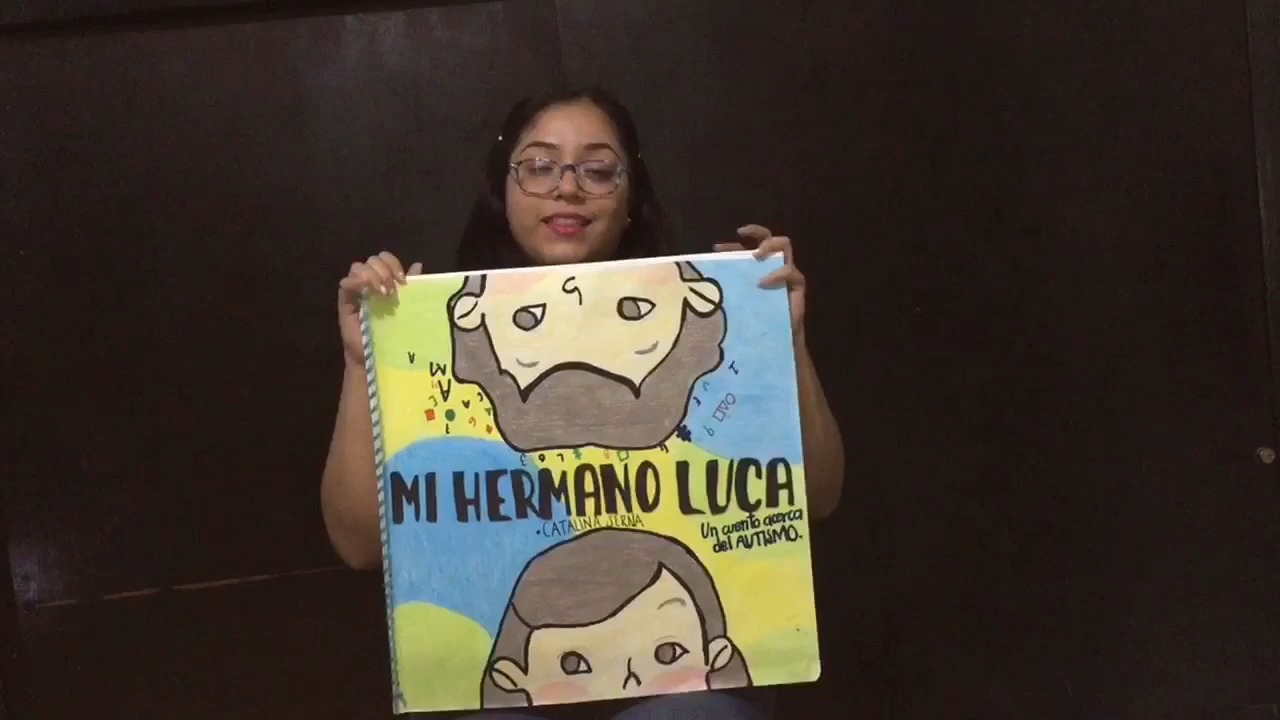 MI HERMANO LUCA
•CATALINA SERNA
Un cuento acerca
del AUTISMO.